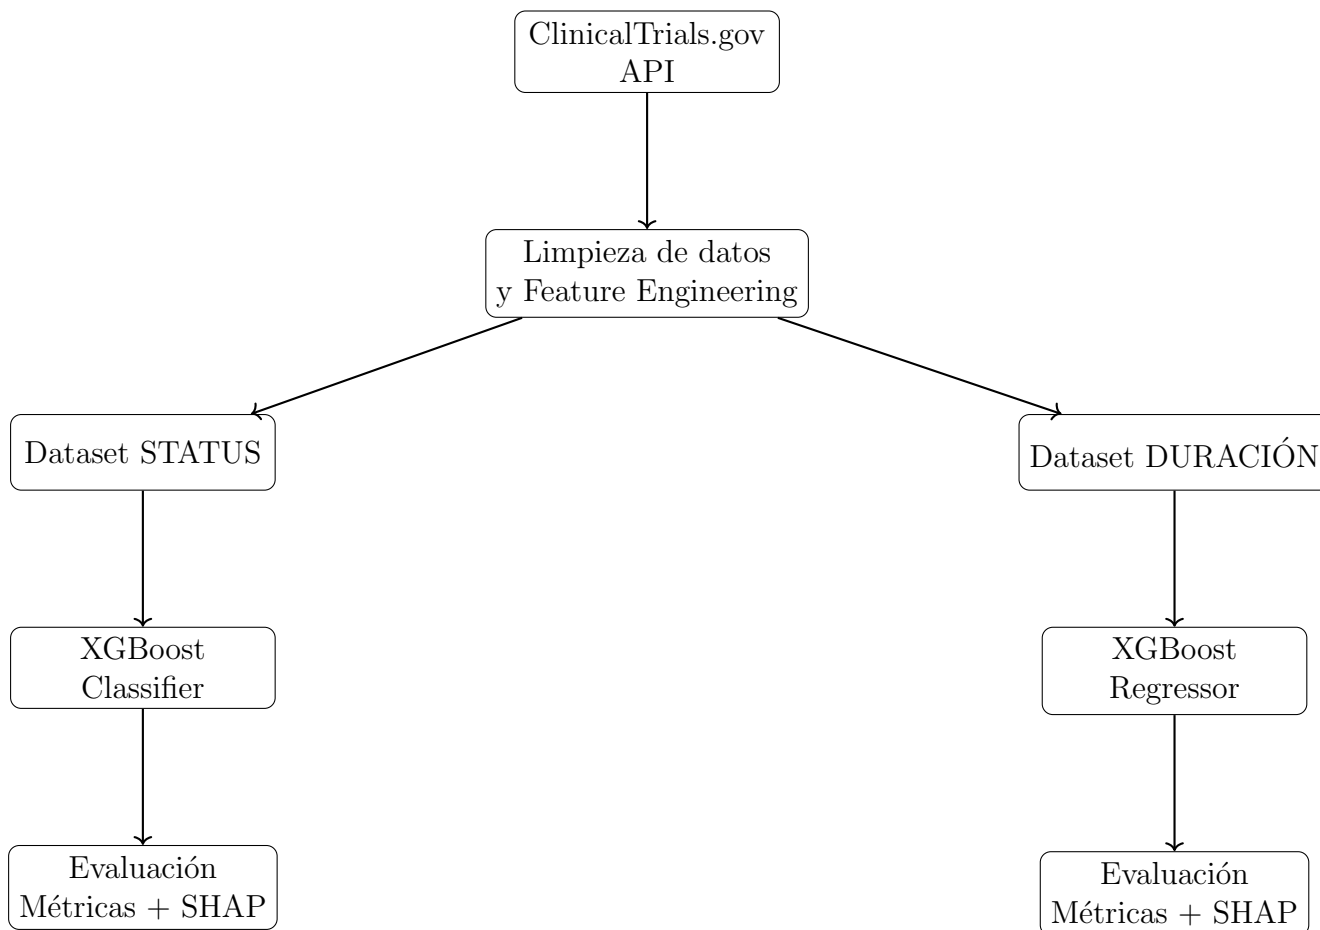 ClinicalTrials.gov
API
Limpieza de datos
y Feature Engineering
Dataset STATUS
Dataset DURACIÓN
XGBoost
Classifier
XGBoost
Regressor
Evaluación
Métricas + SHAP
Evaluación
Métricas + SHAP